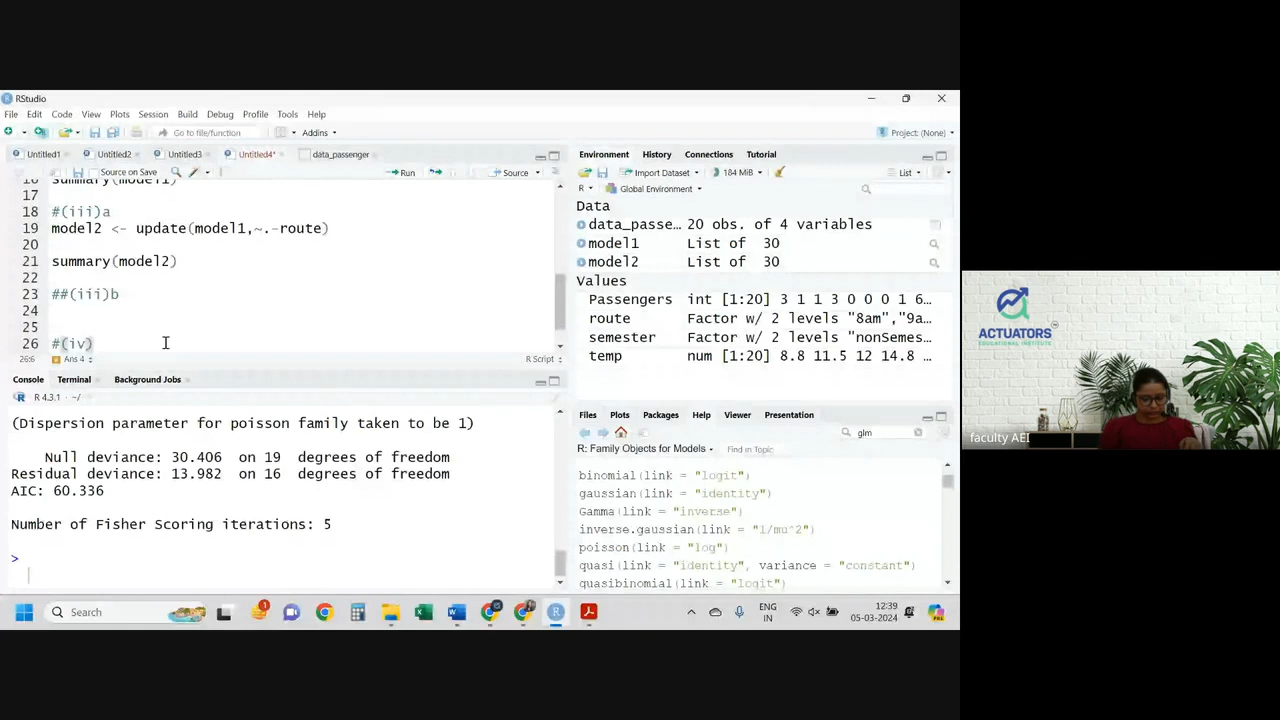 RStudio
File Edit Code View Plots Session Build Debug Profile Tools Help
Go to file/function Addins Project: (None)
Untitled1 Untitled2 Untitled3 Untitled4* data_passenger
Source on Save Run Source
16 summary(model1)
17
18 #(iii)a
19 model2 <- update(model1,~.-route)
20
21 summary(model2)
22
23 ##(iii)b
24
25
26 #(iv)
26:6 Ans 4 R Script
Console Terminal Background Jobs
R 4.3.1 · ~/
(Dispersion parameter for poisson family taken to be 1)
Null deviance: 30.406 on 19 degrees of freedom
Residual deviance: 13.982 on 16 degrees of freedom
AIC: 60.336
Number of Fisher Scoring iterations: 5
>
Environment History Connections Tutorial
Import Dataset 184 MiB List
R Global Environment
Data
data_passe… 20 obs. of 4 variables
model1 List of 30
model2 List of 30
Values
Passengers int [1:20] 3 1 1 3 0 0 0 1 6…
route Factor w/ 2 levels "8am","9a…
semester Factor w/ 2 levels "nonSemes…
temp num [1:20] 8.8 11.5 12 14.8 …
Files Plots Packages Help Viewer Presentation
glm
R: Family Objects for Models Find in Topic
binomial(link = "logit")
gaussian(link = "identity")
Gamma(link = "inverse")
inverse.gaussian(link = "1/mu^2")
poisson(link = "log")
quasi(link = "identity", variance = "constant")
quasibinomial(link = "logit")
Search
ENG
IN
12:39
05-03-2024
ACTUATORS
EDUCATIONAL INSTITUTE
faculty AEI